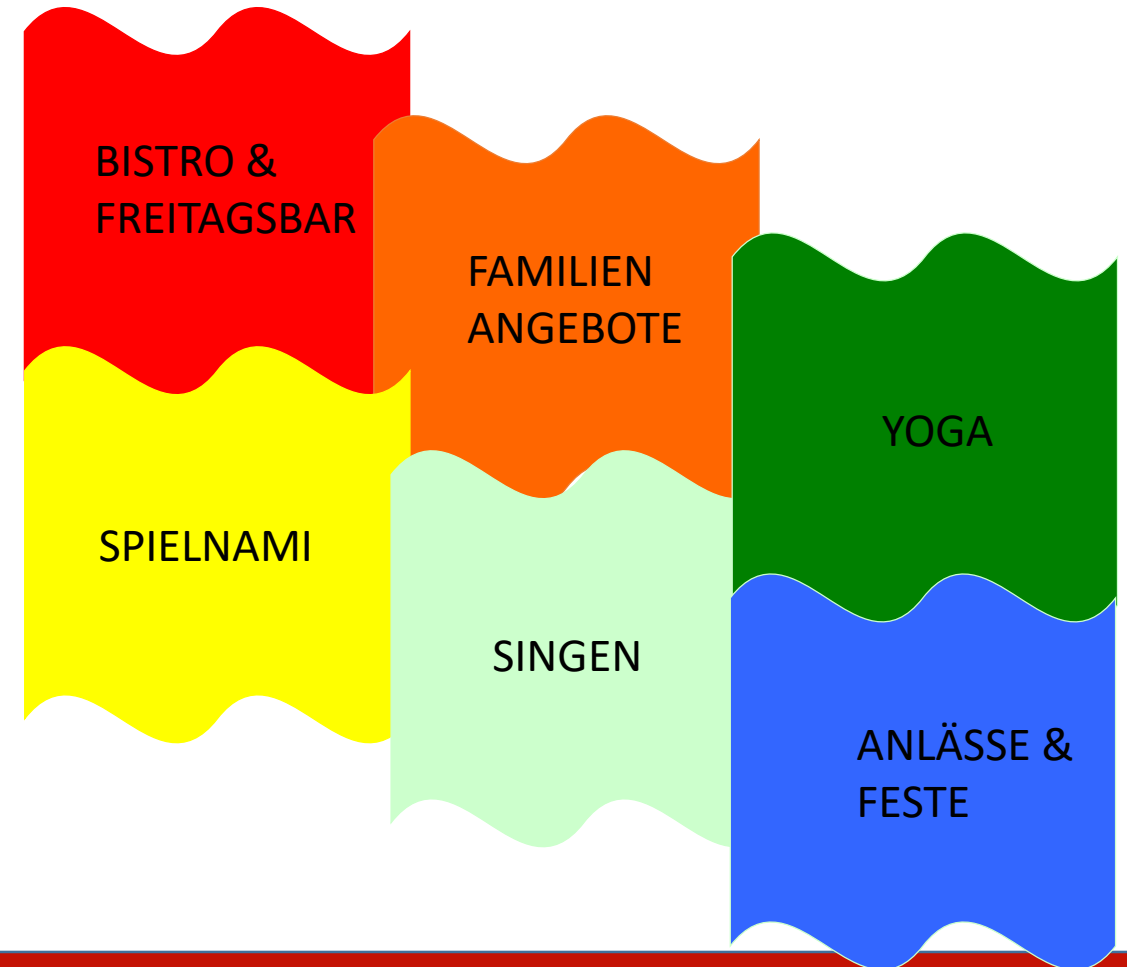 BISTRO &
FREITAGSBAR
FAMILIEN
ANGEBOTE
YOGA
SPIELNAMI
SINGEN
ANLÄSSE &
FESTE